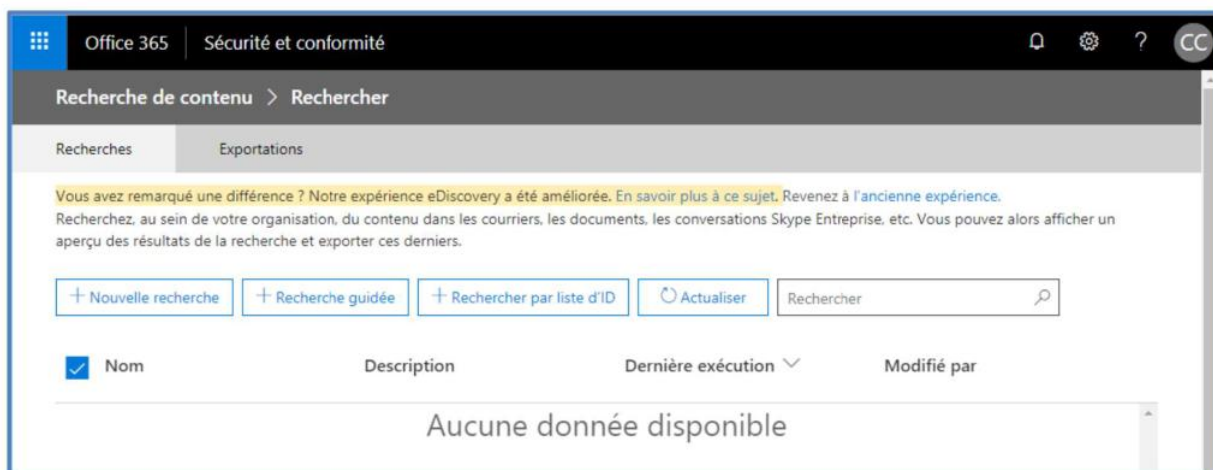 Office 365 Sécurité et conformité ? CC
Recherche de contenu > Rechercher
Recherches Exportations
Vous avez remarqué une différence ? Notre expérience eDiscovery a été améliorée. En savoir plus à ce sujet. Revenez à l'ancienne expérience.
Recherchez, au sein de votre organisation, du contenu dans les courriers, les documents, les conversations Skype Entreprise, etc. Vous pouvez alors afficher un
aperçu des résultats de la recherche et exporter ces derniers.
+ Nouvelle recherche + Recherche guidée + Rechercher par liste d'ID Actualiser Rechercher
Nom Description Dernière exécution Modifié par
Aucune donnée disponible